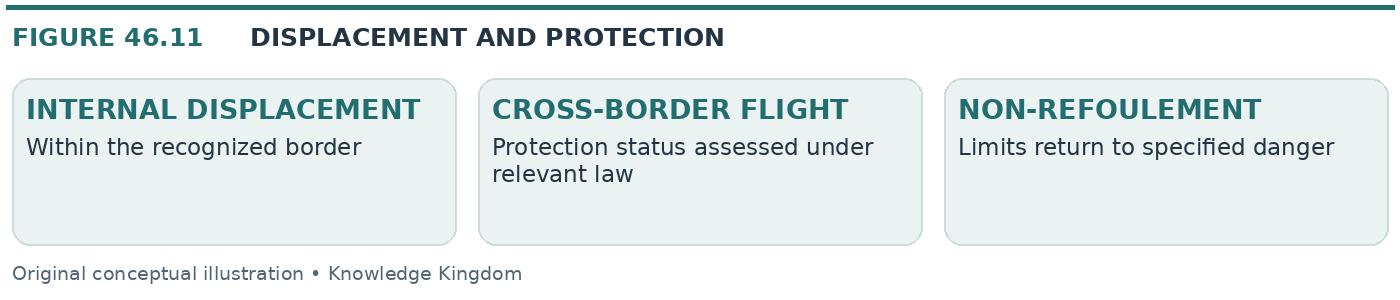 FIGURE 46.11 DISPLACEMENT AND PROTECTION
INTERNAL DISPLACEMENT
Within the recognized border
CROSS-BORDER FLIGHT
Protection status assessed under
relevant law
NON-REFOULEMENT
Limits return to specified danger
Original conceptual illustration • Knowledge Kingdom